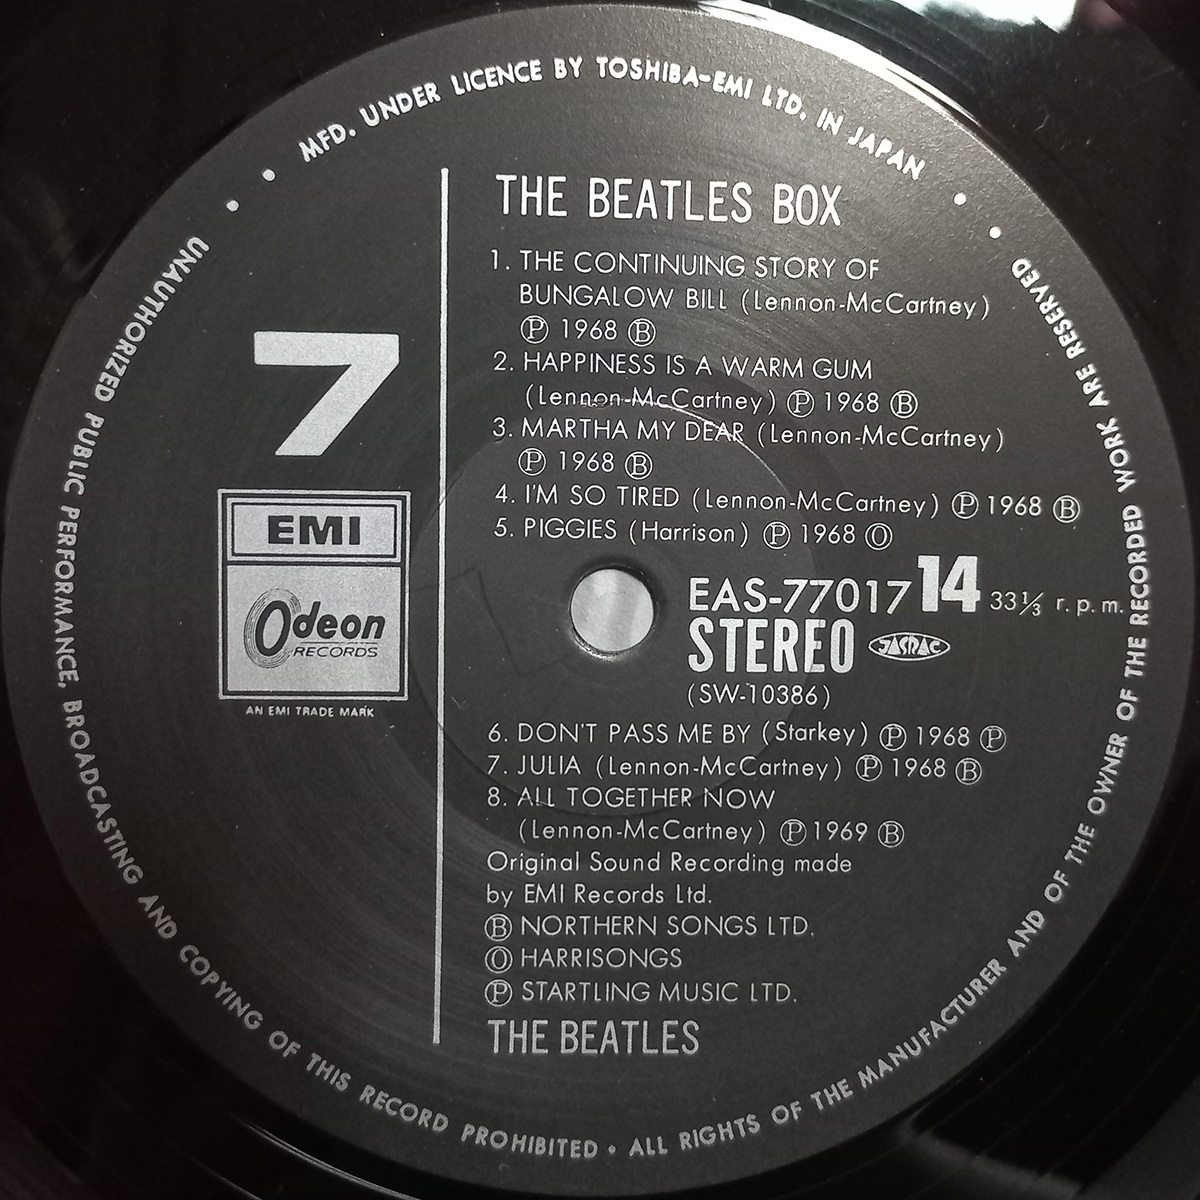 MFD. UNDER LICENCE BY TOSHIBA-EMI LTD. IN JAPAN
THE BEATLES BOX
1. THE CONTINUING STORY OF
BUNGALOW BILL (Lennon-McCartney)
Ⓟ 1968 Ⓑ
2. HAPPINESS IS A WARM GUM
(Lennon-McCartney) Ⓟ 1968 Ⓑ
3. MARTHA MY DEAR (Lennon-McCartney)
Ⓟ 1968 Ⓑ
4. I'M SO TIRED (Lennon-McCartney) Ⓟ 1968 Ⓑ
5. PIGGIES (Harrison) Ⓟ 1968 Ⓞ
7
EMI
Odeon
RECORDS
AN EMI TRADE MARK
EAS-77017 14 33⅓ r.p.m.
STEREO JASRAC
(SW-10386)
6. DON'T PASS ME BY (Starkey) Ⓟ 1968 Ⓟ
7. JULIA (Lennon-McCartney) Ⓟ 1968 Ⓑ
8. ALL TOGETHER NOW
(Lennon-McCartney) Ⓟ 1969 Ⓑ
Original Sound Recording made
by EMI Records Ltd.
Ⓑ NORTHERN SONGS LTD.
Ⓞ HARRISONGS
Ⓟ STARTLING MUSIC LTD.
THE BEATLES
UNAUTHORIZED PUBLIC PERFORMANCE, BROADCASTING AND COPYING OF THIS RECORD PROHIBITED • ALL RIGHTS OF THE MANUFACTURER AND OF THE OWNER OF THE RECORDED WORK ARE RESERVED